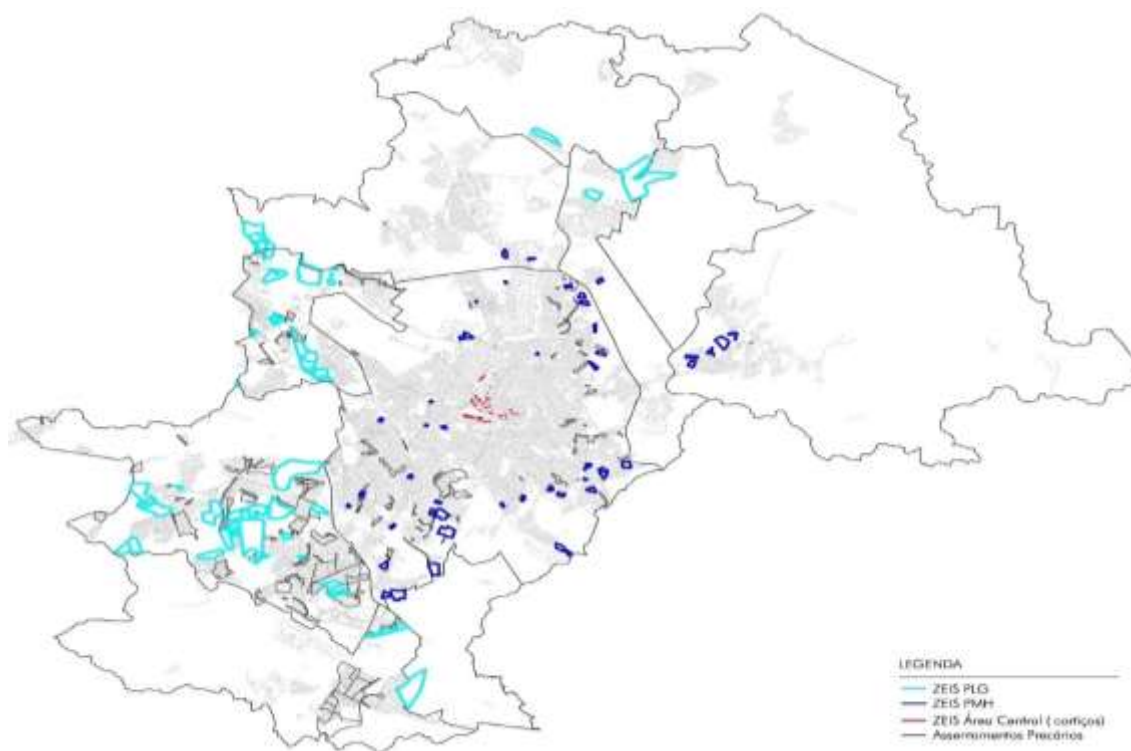 LEGENDA
ZEIS PLG
ZEIS PMH
ZEIS Área Central ( cortiços)
Assentamentos Precários